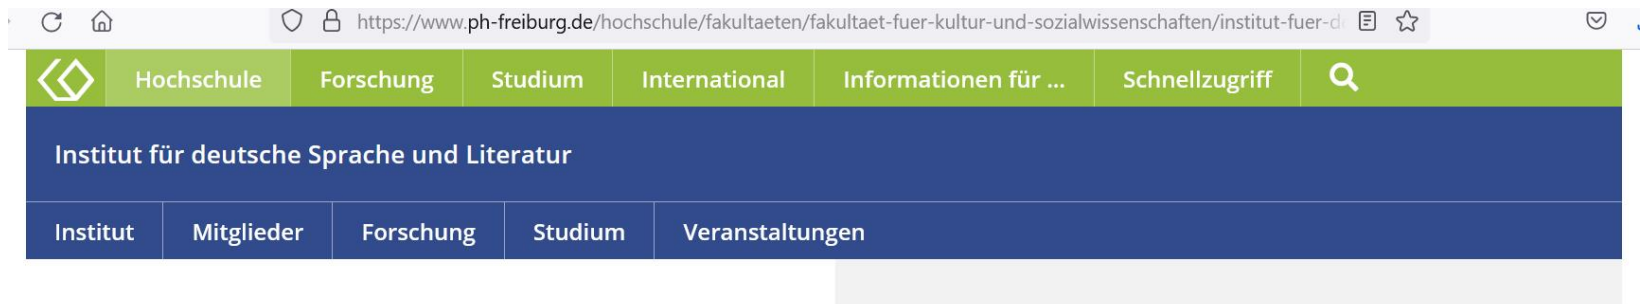 https://www.ph-freiburg.de/hochschule/fakultaeten/fakultaet-fuer-kultur-und-sozialwissenschaften/institut-fuer-d
Hochschule Forschung Studium International Informationen für ... Schnellzugriff
Institut für deutsche Sprache und Literatur
Institut Mitglieder Forschung Studium Veranstaltungen